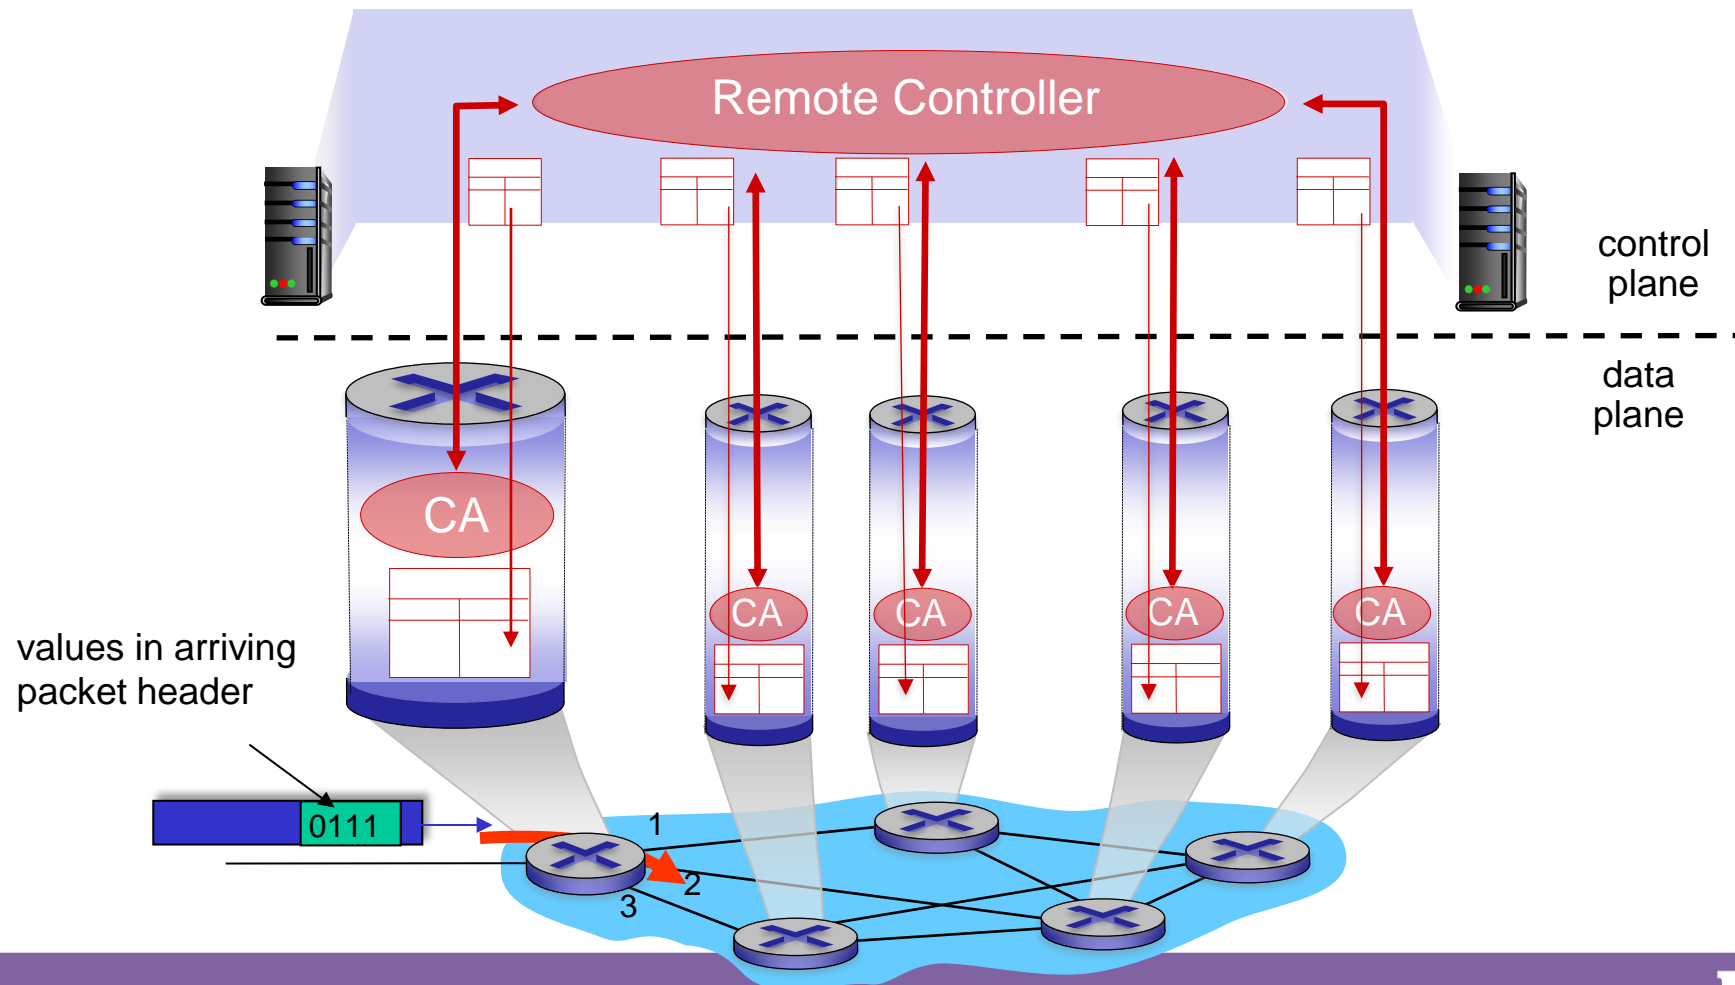 Remote Controller
control
plane
data
plane
CA
CA
CA
CA
CA
values in arriving
packet header
0111
1
2
3